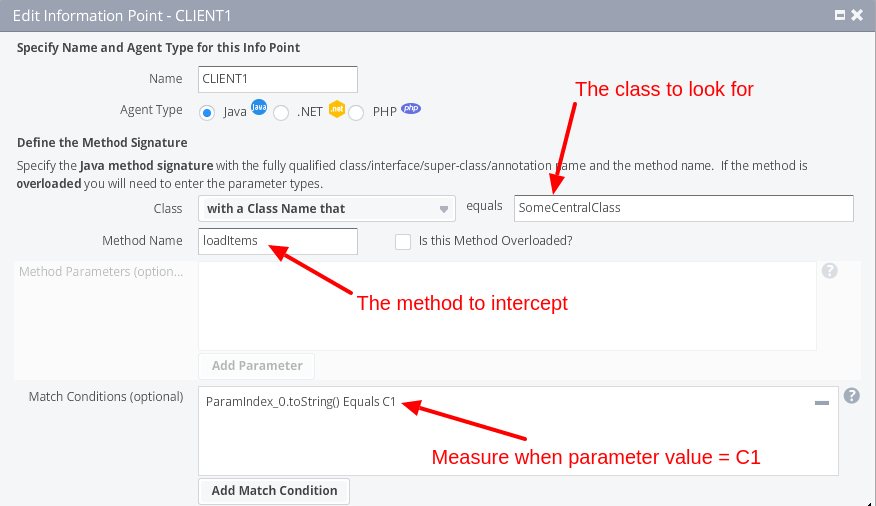 Edit Information Point - CLIENT1
Specify Name and Agent Type for this Info Point
Name CLIENT1
The class to look for
Agent Type Java Java .NET .net PHP php
Define the Method Signature
Specify the Java method signature with the fully qualified class/interface/super-class/annotation name and the method name. If the method is
overloaded you will need to enter the parameter types.
Class with a Class Name that equals SomeCentralClass
Method Name loadItems Is this Method Overloaded?
Method Parameters (option... ?
The method to intercept
Add Parameter
Match Conditions (optional) ParamIndex_0.toString() Equals C1 ?
Measure when parameter value = C1
Add Match Condition